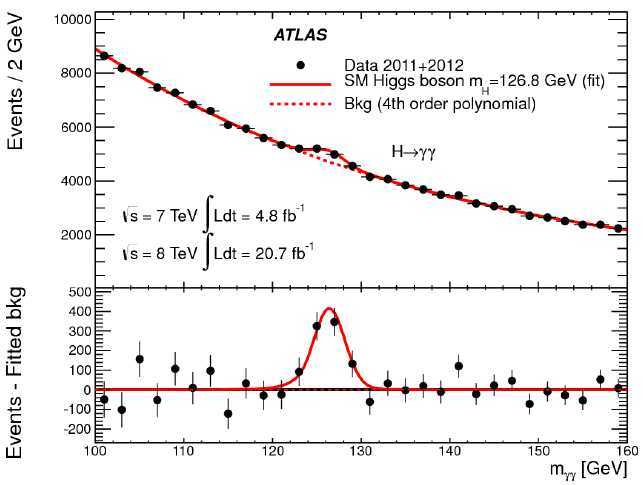 ATLAS
Data 2011+2012
SM Higgs boson mH=126.8 GeV (fit)
Bkg (4th order polynomial)
H→γγ
√s = 7 TeV ∫Ldt = 4.8 fb⁻¹
√s = 8 TeV ∫Ldt = 20.7 fb⁻¹
Events / 2 GeV
10000
8000
6000
4000
2000
Events - Fitted bkg
500
400
300
200
100
0
-100
-200
100
110
120
130
140
150
160
mγγ [GeV]